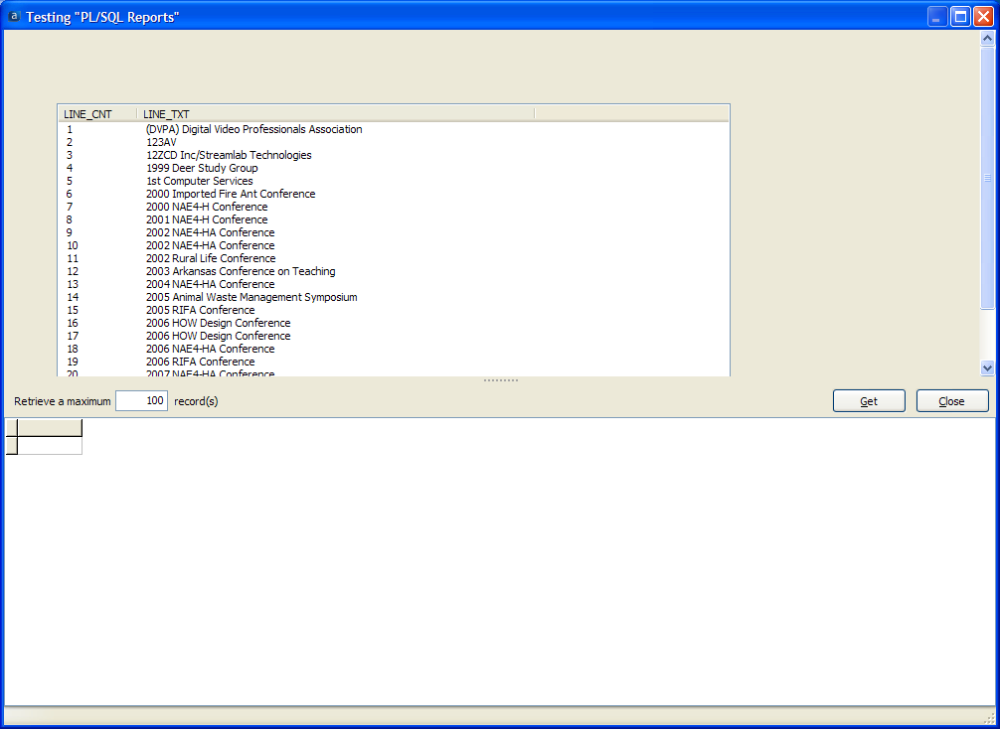 a Testing "PL/SQL Reports"
LINE_CNT LINE_TXT
1 (DVPA) Digital Video Professionals Association
2 123AV
3 12ZCD Inc/Streamlab Technologies
4 1999 Deer Study Group
5 1st Computer Services
6 2000 Imported Fire Ant Conference
7 2000 NAE4-H Conference
8 2001 NAE4-H Conference
9 2002 NAE4-HA Conference
10 2002 NAE4-HA Conference
11 2002 Rural Life Conference
12 2003 Arkansas Conference on Teaching
13 2004 NAE4-HA Conference
14 2005 Animal Waste Management Symposium
15 2005 RIFA Conference
16 2006 HOW Design Conference
17 2006 HOW Design Conference
18 2006 NAE4-HA Conference
19 2006 RIFA Conference
20 2007 NAE4-HA Conference
Retrieve a maximum 100 record(s) Get Close